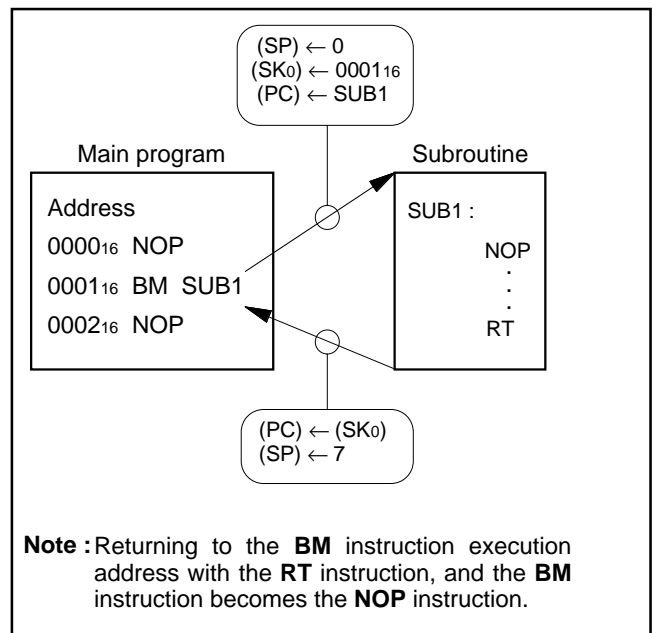 (SP) ← 0
(SK₀) ← 0001₁₆
(PC) ← SUB1
Main program
Subroutine
Address
0000₁₆ NOP
0001₁₆ BM SUB1
0002₁₆ NOP
SUB1 :
NOP
.
.
.
RT
(PC) ← (SK₀)
(SP) ← 7
Note : Returning to the BM instruction execution
address with the RT instruction, and the BM
instruction becomes the NOP instruction.